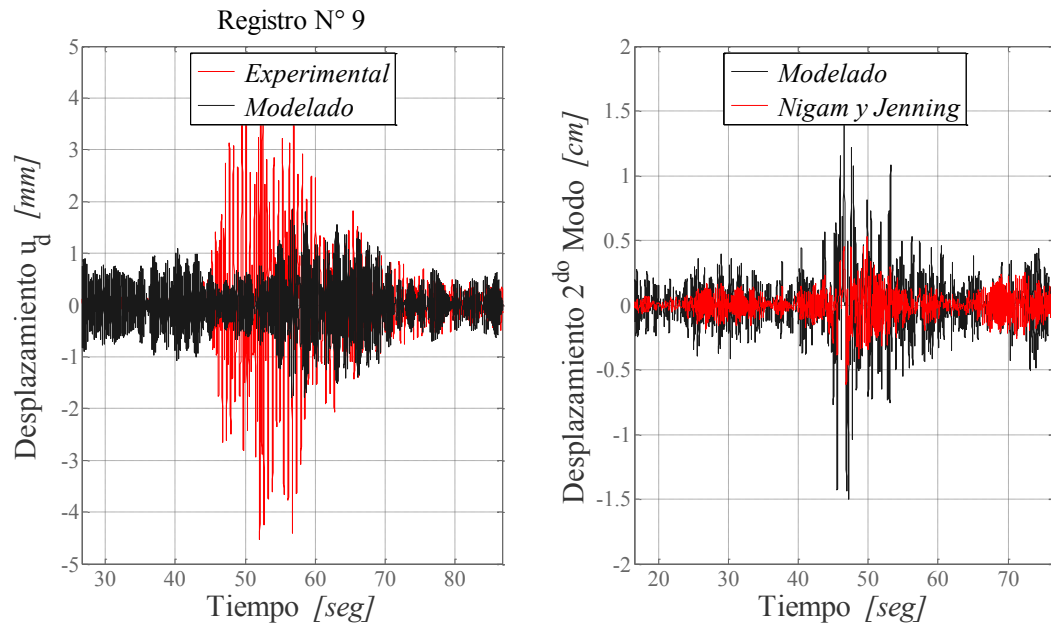 Registro N° 9
Experimental
Modelado
Desplazamiento u_d [mm]
5
4
3
2
1
0
-1
-2
-3
-4
-5
30 40 50 60 70 80
Tiempo [seg]
Modelado
Nigam y Jenning
Desplazamiento 2^do Modo [cm]
2
1.5
1
0.5
0
-0.5
-1
-1.5
-2
20 30 40 50 60 70
Tiempo [seg]